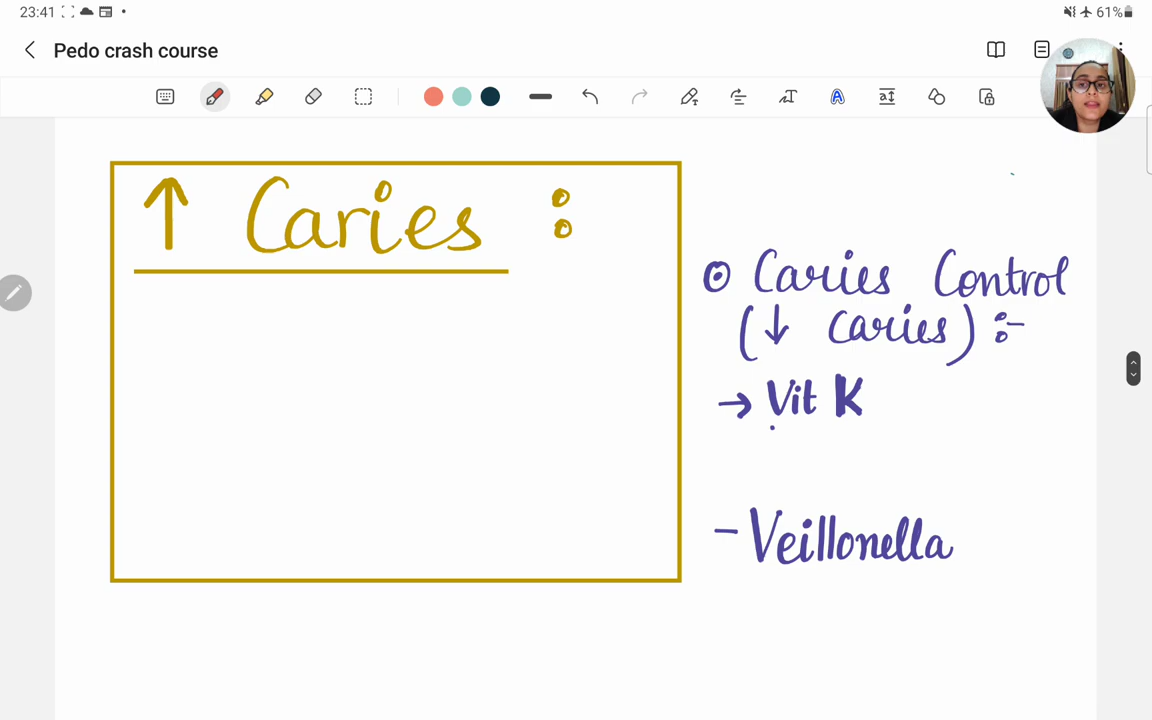 23:41
61%
Pedo crash course
↑ Caries :
⊙ Caries Control
(↓ Caries) :-
→ Vit K
- Veillonella